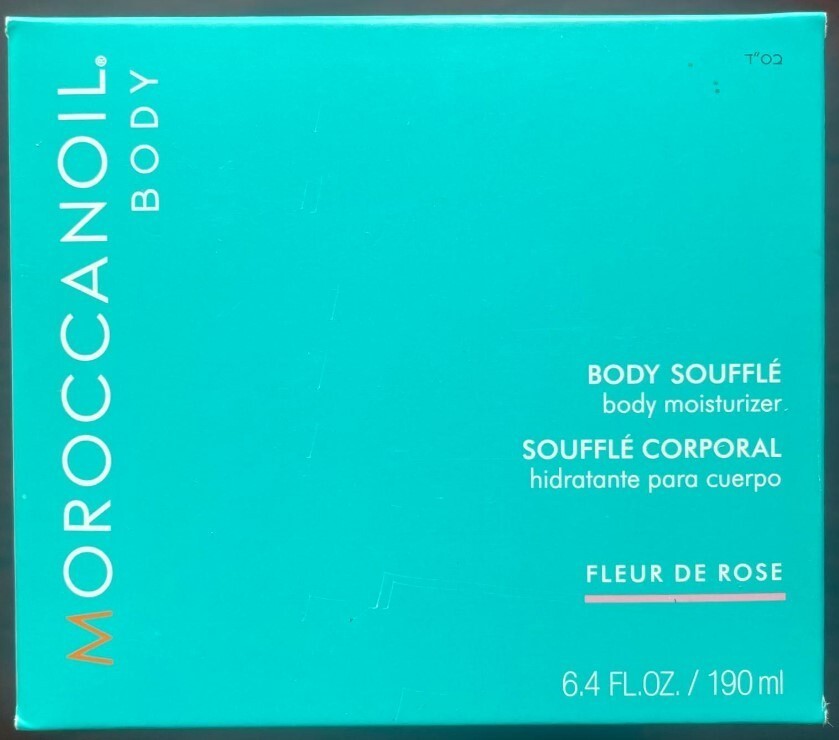 בס"ד
MOROCCANOIL®
BODY
BODY SOUFFLÉ
body moisturizer
SOUFFLÉ CORPORAL
hidratante para cuerpo
FLEUR DE ROSE
6.4 FL.OZ. / 190 ml